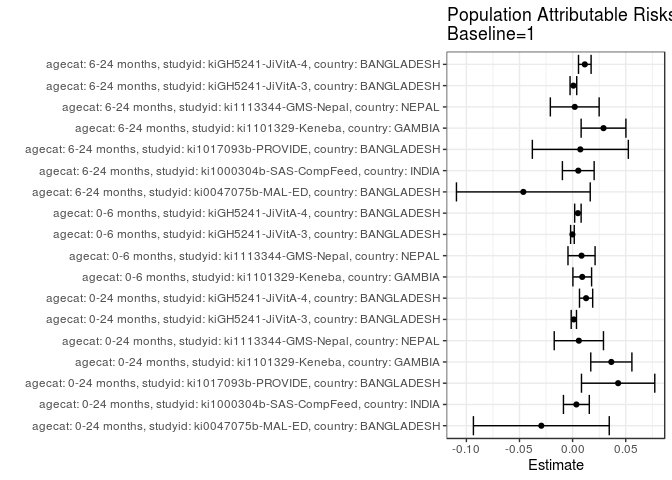 Population Attributable Risks
Baseline=1
agecat: 6-24 months, studyid: kiGH5241-JiVitA-4, country: BANGLADESH
agecat: 6-24 months, studyid: kiGH5241-JiVitA-3, country: BANGLADESH
agecat: 6-24 months, studyid: ki1113344-GMS-Nepal, country: NEPAL
agecat: 6-24 months, studyid: ki1101329-Keneba, country: GAMBIA
agecat: 6-24 months, studyid: ki1017093b-PROVIDE, country: BANGLADESH
agecat: 6-24 months, studyid: ki1000304b-SAS-CompFeed, country: INDIA
agecat: 6-24 months, studyid: ki0047075b-MAL-ED, country: BANGLADESH
agecat: 0-6 months, studyid: kiGH5241-JiVitA-4, country: BANGLADESH
agecat: 0-6 months, studyid: kiGH5241-JiVitA-3, country: BANGLADESH
agecat: 0-6 months, studyid: ki1113344-GMS-Nepal, country: NEPAL
agecat: 0-6 months, studyid: ki1101329-Keneba, country: GAMBIA
agecat: 0-24 months, studyid: kiGH5241-JiVitA-4, country: BANGLADESH
agecat: 0-24 months, studyid: kiGH5241-JiVitA-3, country: BANGLADESH
agecat: 0-24 months, studyid: ki1113344-GMS-Nepal, country: NEPAL
agecat: 0-24 months, studyid: ki1101329-Keneba, country: GAMBIA
agecat: 0-24 months, studyid: ki1017093b-PROVIDE, country: BANGLADESH
agecat: 0-24 months, studyid: ki1000304b-SAS-CompFeed, country: INDIA
agecat: 0-24 months, studyid: ki0047075b-MAL-ED, country: BANGLADESH
-0.10 -0.05 0.00 0.05
Estimate